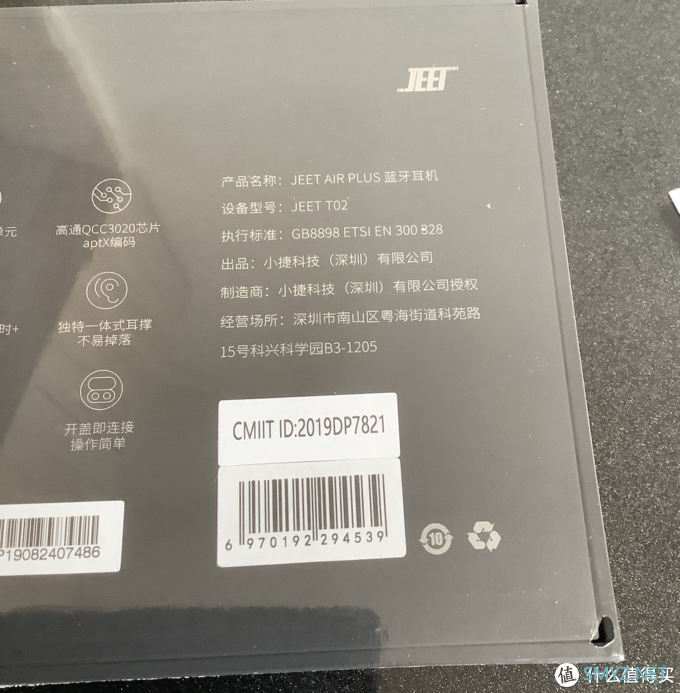 JEET
产品名称：JEET AIR PLUS 蓝牙耳机
设备型号：JEET T02
执行标准：GB8898 ETSI EN 300 328
出品：小捷科技（深圳）有限公司
制造商：小捷科技（深圳）有限公司授权
经营场所：深圳市南山区粤海街道科苑路
15号科兴科学园B3-1205
单元
高通QCC3020芯片
aptX编码
时+
独特一体式耳撑
不易掉落
开盖即连接
操作简单
CMIIT ID:2019DP7821
6 970192 294539
P19082407486
10
值 什么值得买